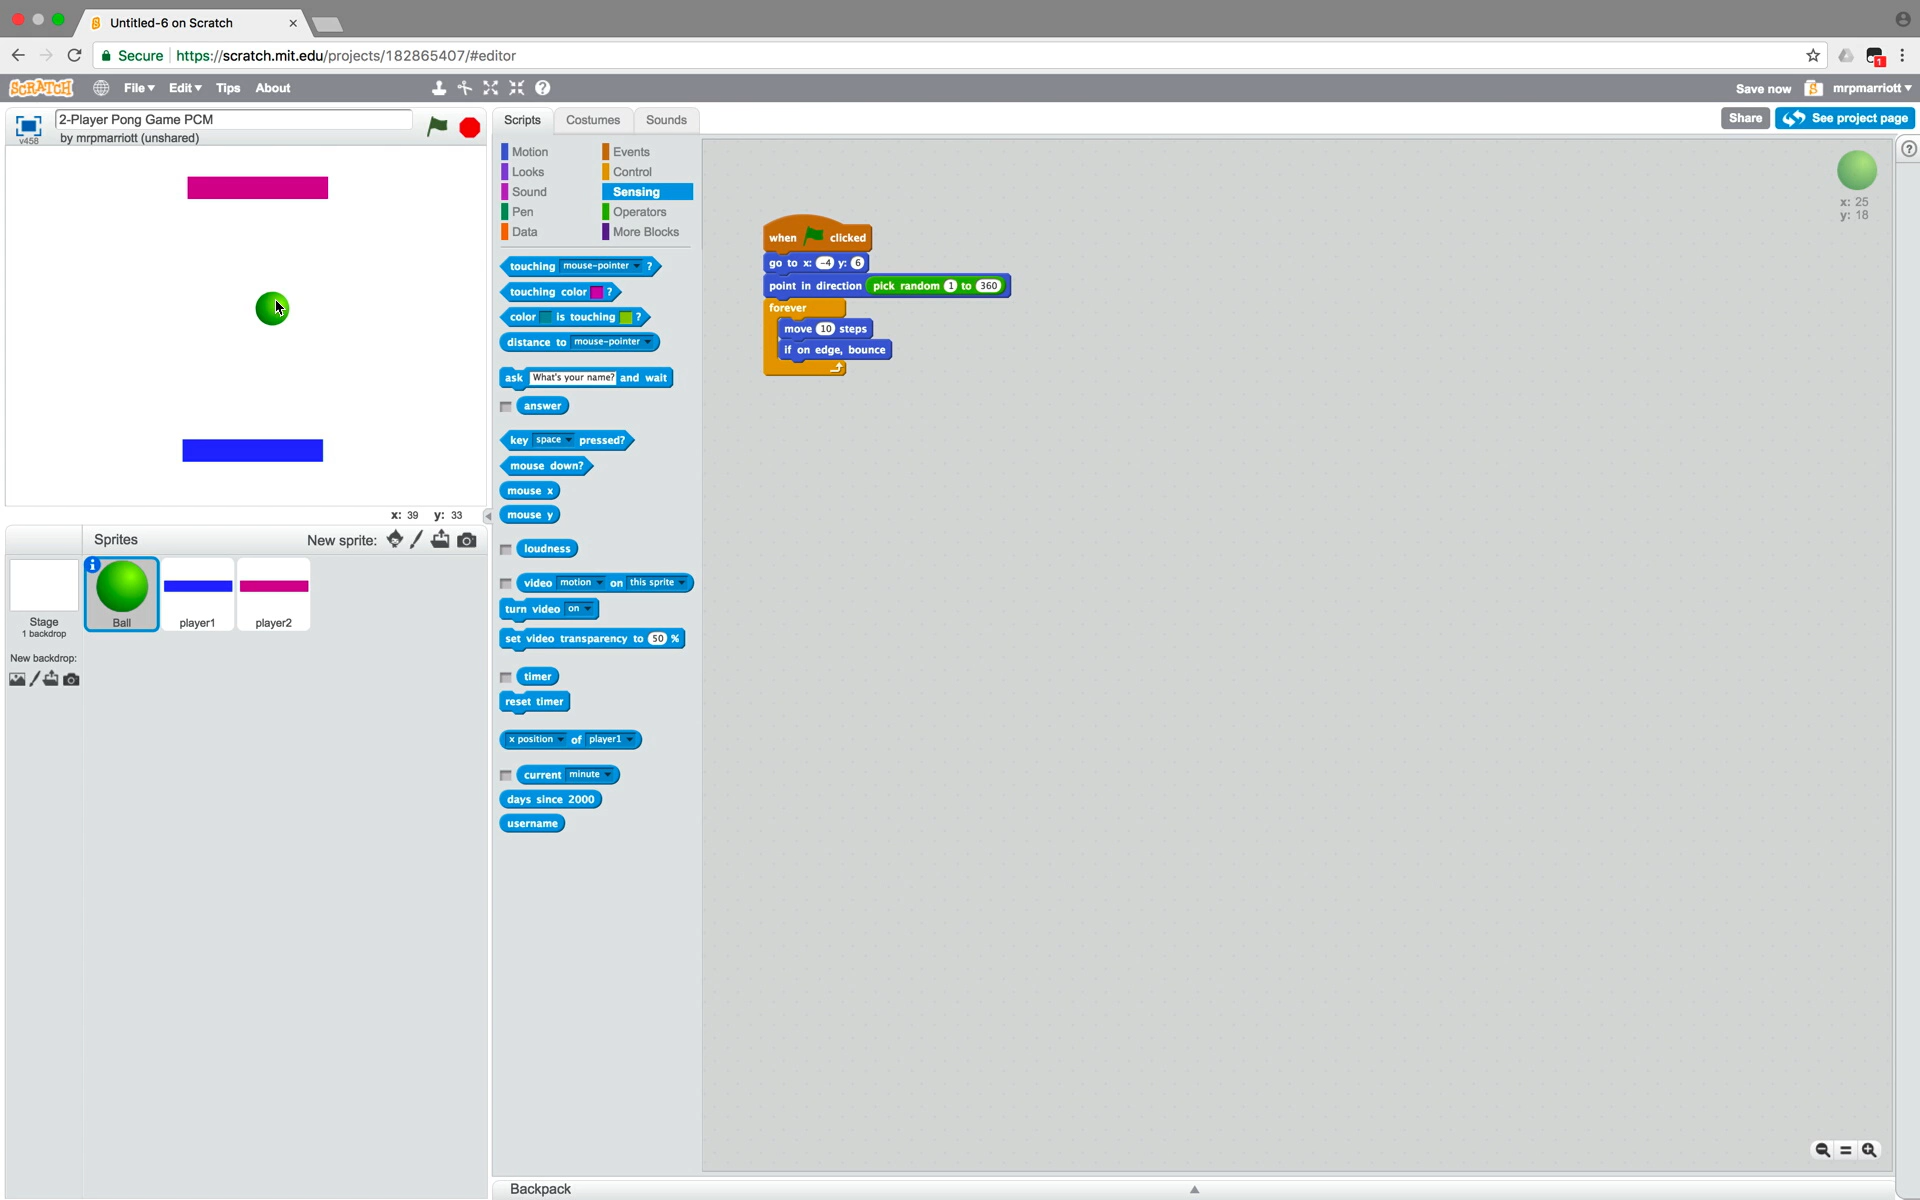 Untitled-6 on Scratch
Secure https://scratch.mit.edu/projects/182865407/#editor
1
SCRATCH File Edit Tips About Save now mrpmarriott
2-Player Pong Game PCM
by mrpmarriott (unshared)
v458
Scripts Costumes Sounds
Share See project page
Motion Events
Looks Control
Sound Sensing
Pen Operators
Data More Blocks
touching mouse-pointer ?
touching color ?
color is touching ?
distance to mouse-pointer
ask What's your name? and wait
answer
key space pressed?
mouse down?
mouse x
mouse y
loudness
video motion on this sprite
turn video on
set video transparency to 50 %
timer
reset timer
x position of player1
current minute
days since 2000
username
when clicked
go to x: -4 y: 6
point in direction pick random 1 to 360
forever
move 10 steps
if on edge, bounce
x: 25
y: 18
x: 39 y: 33
Sprites New sprite:
Stage
1 backdrop
Ball player1 player2
New backdrop:
Backpack